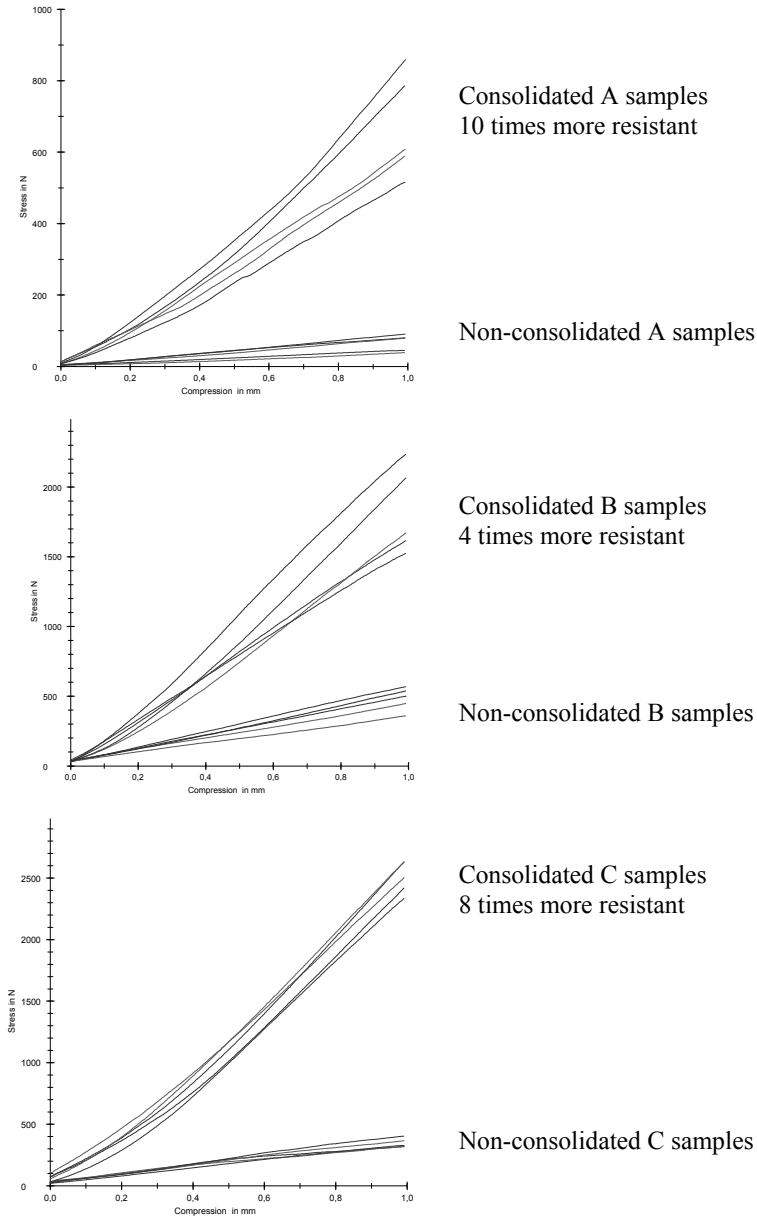 1000
800
600
400
200
0
Stress in N
0,0 0,2 0,4 0,6 0,8 1,0
Compression in mm
Consolidated A samples
10 times more resistant
Non-consolidated A samples
2000
1500
1000
500
0
Stress in N
0,0 0,2 0,4 0,6 0,8 1,0
Compression in mm
Consolidated B samples
4 times more resistant
Non-consolidated B samples
2500
2000
1500
1000
500
0
Stress in N
0,0 0,2 0,4 0,6 0,8 1,0
Compression in mm
Consolidated C samples
8 times more resistant
Non-consolidated C samples